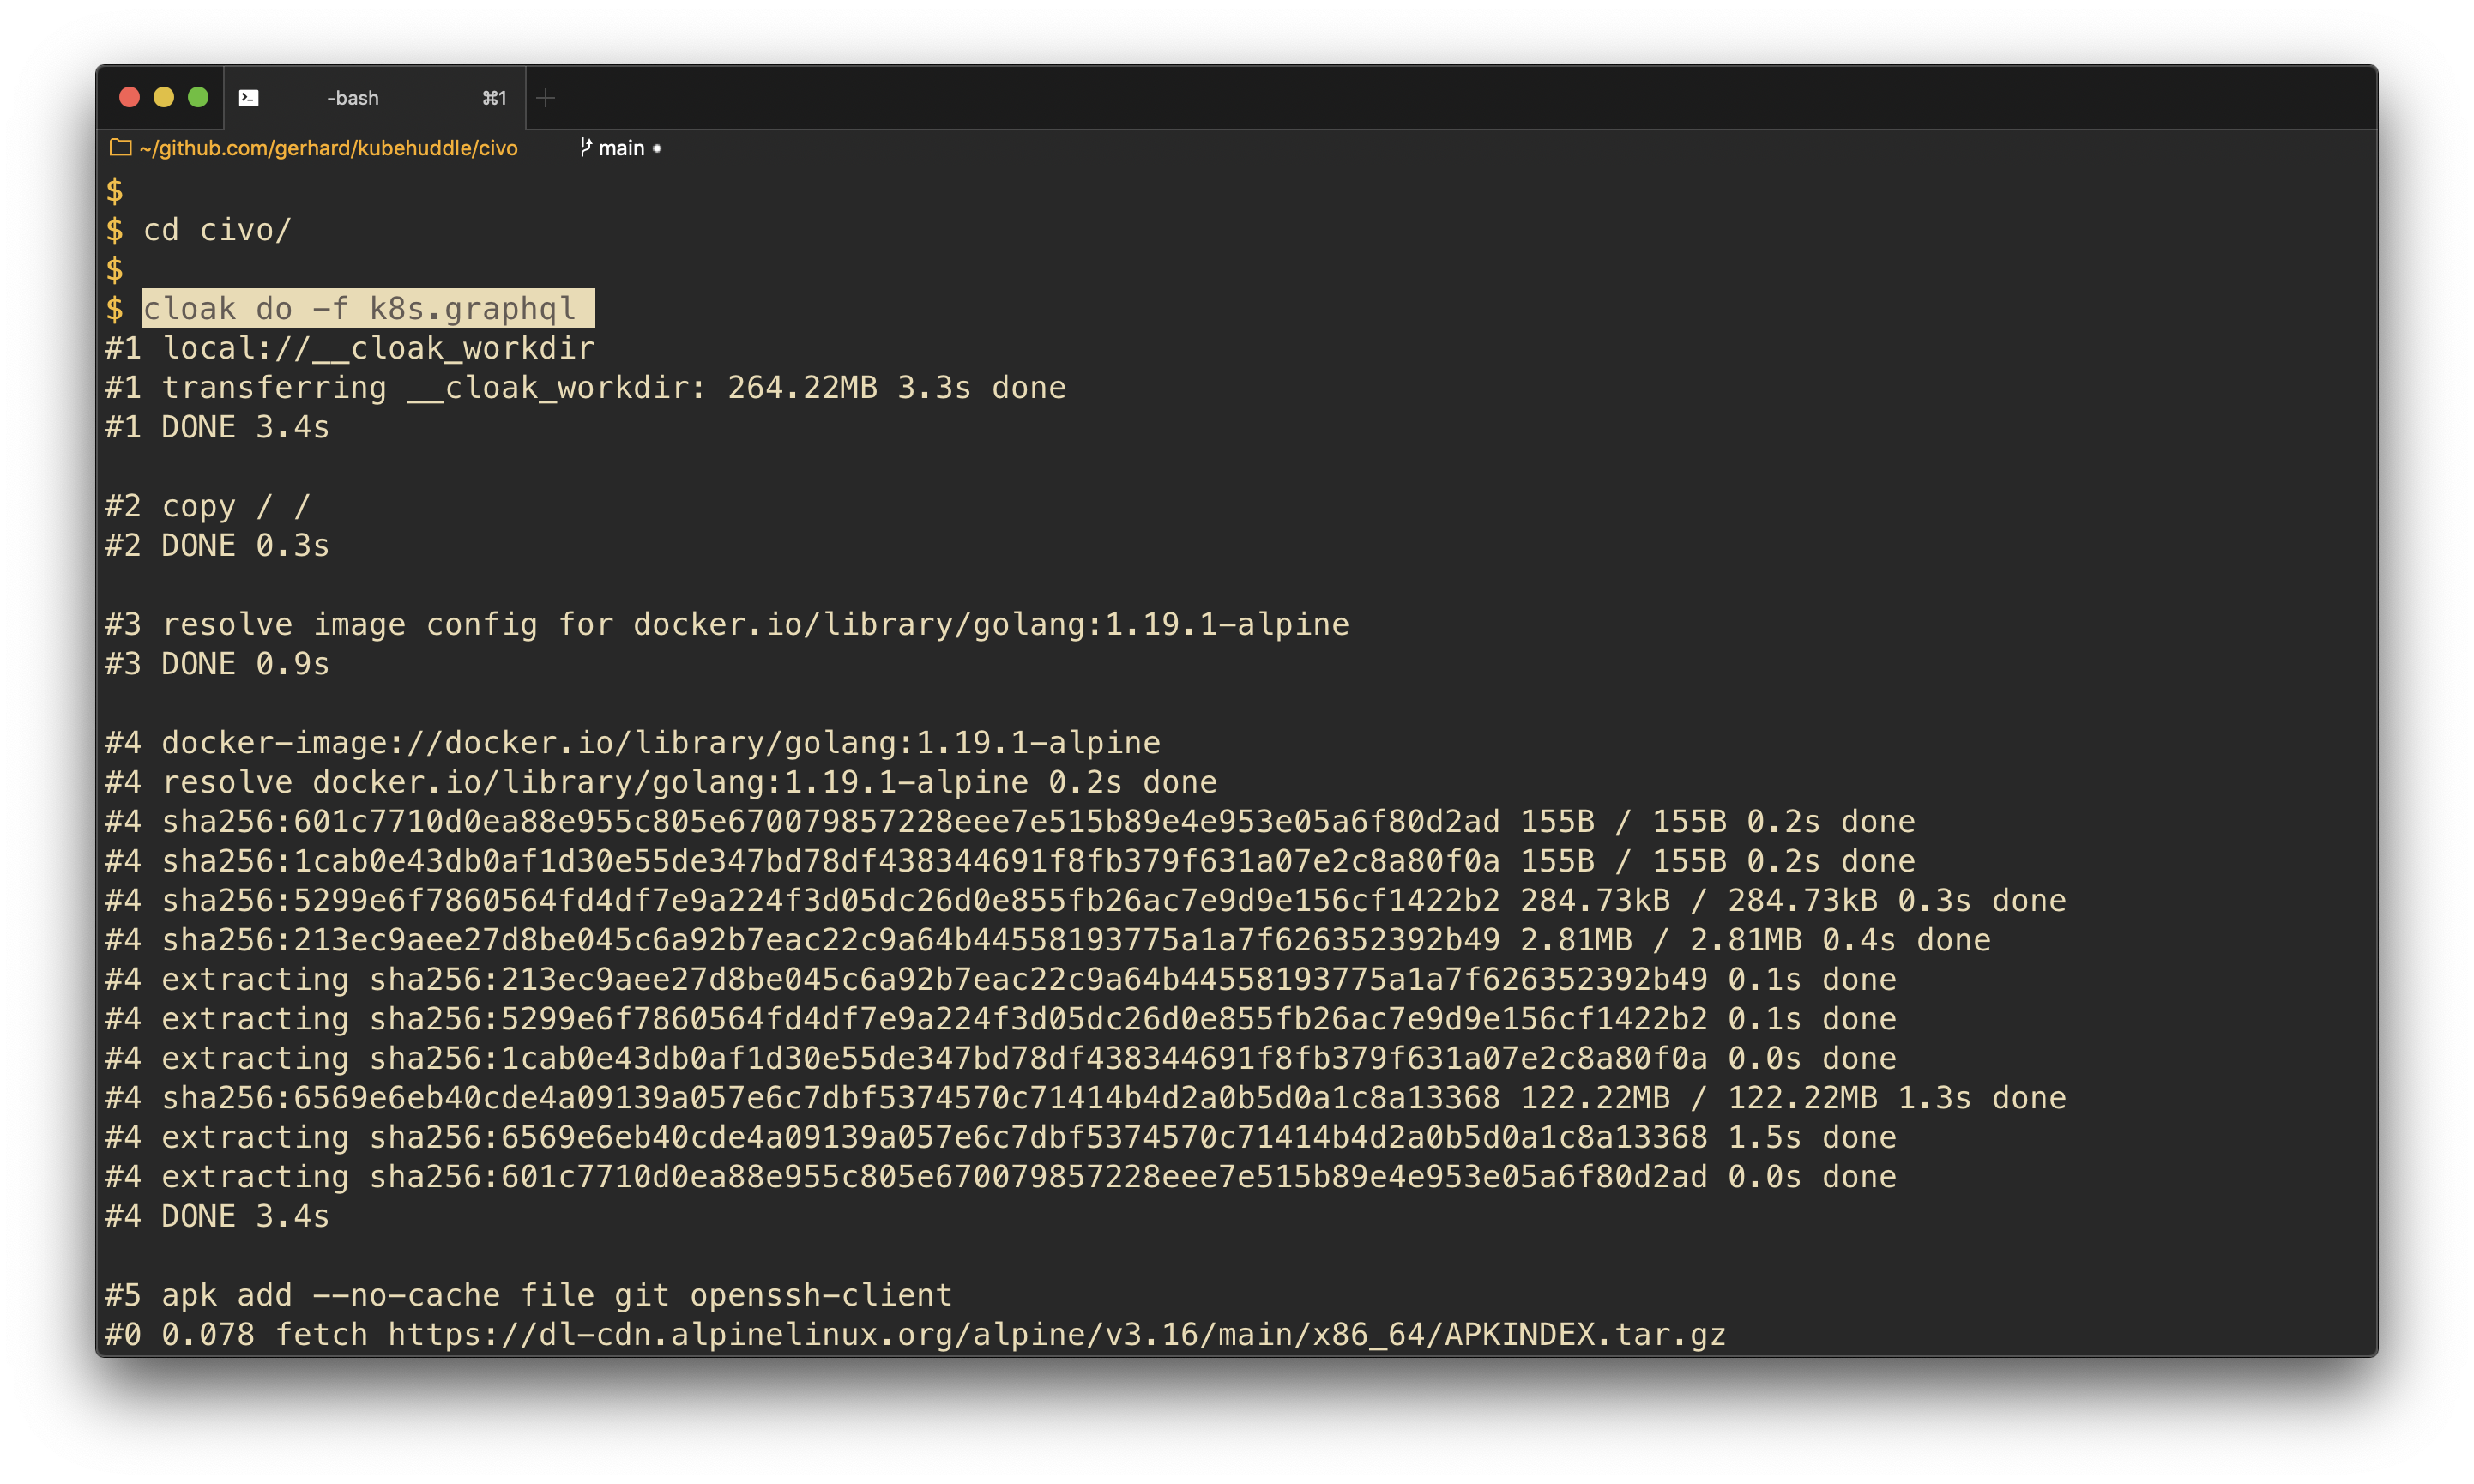 -bash ⌘1 +
~/github.com/gerhard/kubehuddle/civo main
$
$ cd civo/
$
$ cloak do -f k8s.graphql
#1 local://__cloak_workdir
#1 transferring __cloak_workdir: 264.22MB 3.3s done
#1 DONE 3.4s
#2 copy / /
#2 DONE 0.3s
#3 resolve image config for docker.io/library/golang:1.19.1-alpine
#3 DONE 0.9s
#4 docker-image://docker.io/library/golang:1.19.1-alpine
#4 resolve docker.io/library/golang:1.19.1-alpine 0.2s done
#4 sha256:601c7710d0ea88e955c805e670079857228eee7e515b89e4e953e05a6f80d2ad 155B / 155B 0.2s done
#4 sha256:1cab0e43db0af1d30e55de347bd78df438344691f8fb379f631a07e2c8a80f0a 155B / 155B 0.2s done
#4 sha256:5299e6f7860564fd4df7e9a224f3d05dc26d0e855fb26ac7e9d9e156cf1422b2 284.73kB / 284.73kB 0.3s done
#4 sha256:213ec9aee27d8be045c6a92b7eac22c9a64b44558193775a1a7f626352392b49 2.81MB / 2.81MB 0.4s done
#4 extracting sha256:213ec9aee27d8be045c6a92b7eac22c9a64b44558193775a1a7f626352392b49 0.1s done
#4 extracting sha256:5299e6f7860564fd4df7e9a224f3d05dc26d0e855fb26ac7e9d9e156cf1422b2 0.1s done
#4 extracting sha256:1cab0e43db0af1d30e55de347bd78df438344691f8fb379f631a07e2c8a80f0a 0.0s done
#4 sha256:6569e6eb40cde4a09139a057e6c7dbf5374570c71414b4d2a0b5d0a1c8a13368 122.22MB / 122.22MB 1.3s done
#4 extracting sha256:6569e6eb40cde4a09139a057e6c7dbf5374570c71414b4d2a0b5d0a1c8a13368 1.5s done
#4 extracting sha256:601c7710d0ea88e955c805e670079857228eee7e515b89e4e953e05a6f80d2ad 0.0s done
#4 DONE 3.4s
#5 apk add --no-cache file git openssh-client
#0 0.078 fetch https://dl-cdn.alpinelinux.org/alpine/v3.16/main/x86_64/APKINDEX.tar.gz